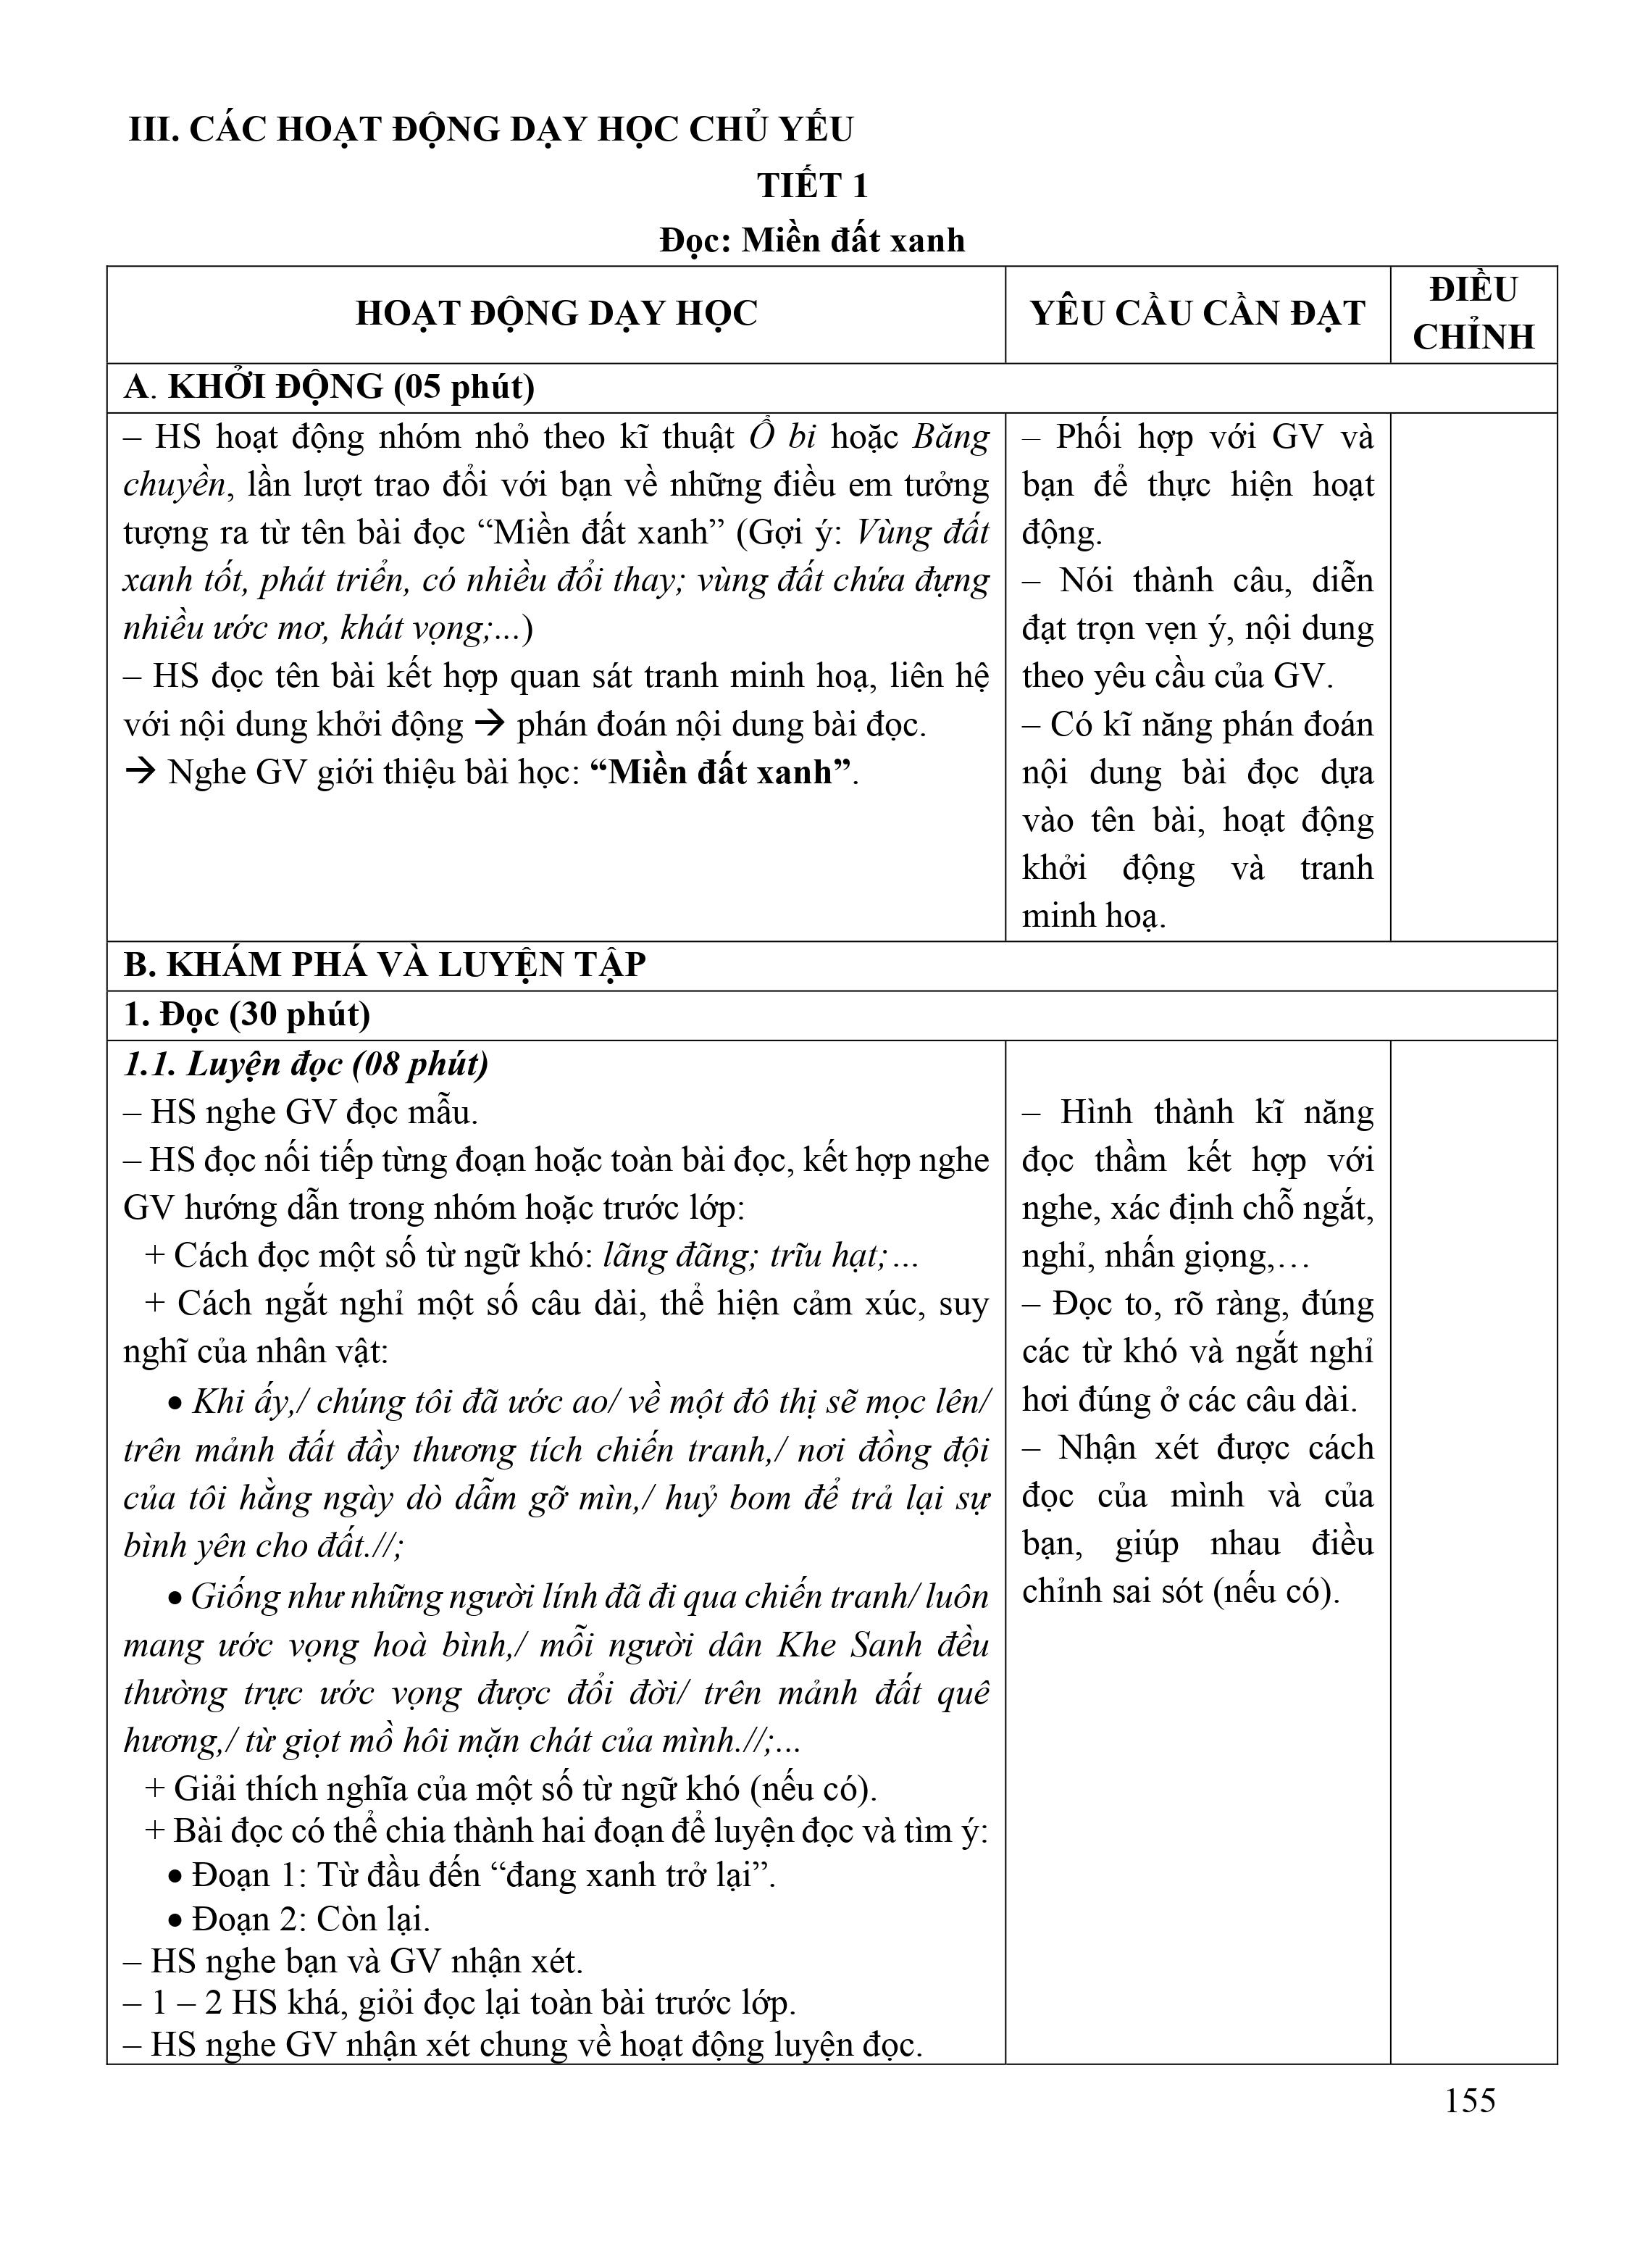 III. CÁC HOẠT ĐỘNG DẠY HỌC CHỦ YẾU
TIẾT 1
Đọc: Miền đất xanh
HOẠT ĐỘNG DẠY HỌC
YÊU CẦU CẦN ĐẠT
ĐIỀU
CHỈNH
A. KHỞI ĐỘNG (05 phút)
– HS hoạt động nhóm nhỏ theo kĩ thuật Ổ bi hoặc Băng
chuyền, lần lượt trao đổi với bạn về những điều em tưởng
tượng ra từ tên bài đọc “Miền đất xanh” (Gợi ý: Vùng đất
xanh tốt, phát triển, có nhiều đổi thay; vùng đất chứa đựng
nhiều ước mơ, khát vọng;...)
– HS đọc tên bài kết hợp quan sát tranh minh hoạ, liên hệ
với nội dung khởi động → phán đoán nội dung bài đọc.
→ Nghe GV giới thiệu bài học: “Miền đất xanh”.
– Phối hợp với GV và
bạn để thực hiện hoạt
động.
– Nói thành câu, diễn
đạt trọn vẹn ý, nội dung
theo yêu cầu của GV.
– Có kĩ năng phán đoán
nội dung bài đọc dựa
vào tên bài, hoạt động
khởi động và tranh
minh hoạ.
B. KHÁM PHÁ VÀ LUYỆN TẬP
1. Đọc (30 phút)
1.1. Luyện đọc (08 phút)
– HS nghe GV đọc mẫu.
– HS đọc nối tiếp từng đoạn hoặc toàn bài đọc, kết hợp nghe
GV hướng dẫn trong nhóm hoặc trước lớp:
+ Cách đọc một số từ ngữ khó: lãng đãng; trĩu hạt;...
+ Cách ngắt nghỉ một số câu dài, thể hiện cảm xúc, suy
nghĩ của nhân vật:
• Khi ấy,/ chúng tôi đã ước ao/ về một đô thị sẽ mọc lên/
trên mảnh đất đầy thương tích chiến tranh,/ nơi đồng đội
của tôi hằng ngày dò dẫm gỡ mìn,/ huỷ bom để trả lại sự
bình yên cho đất.//;
• Giống như những người lính đã đi qua chiến tranh/ luôn
mang ước vọng hoà bình,/ mỗi người dân Khe Sanh đều
thường trực ước vọng được đổi đời/ trên mảnh đất quê
hương,/ từ giọt mồ hôi mặn chát của mình.//;...
+ Giải thích nghĩa của một số từ ngữ khó (nếu có).
+ Bài đọc có thể chia thành hai đoạn để luyện đọc và tìm ý:
• Đoạn 1: Từ đầu đến “đang xanh trở lại”.
• Đoạn 2: Còn lại.
– HS nghe bạn và GV nhận xét.
– 1 – 2 HS khá, giỏi đọc lại toàn bài trước lớp.
– HS nghe GV nhận xét chung về hoạt động luyện đọc.
– Hình thành kĩ năng
đọc thầm kết hợp với
nghe, xác định chỗ ngắt,
nghỉ, nhấn giọng,…
– Đọc to, rõ ràng, đúng
các từ khó và ngắt nghỉ
hơi đúng ở các câu dài.
– Nhận xét được cách
đọc của mình và của
bạn, giúp nhau điều
chỉnh sai sót (nếu có).
155